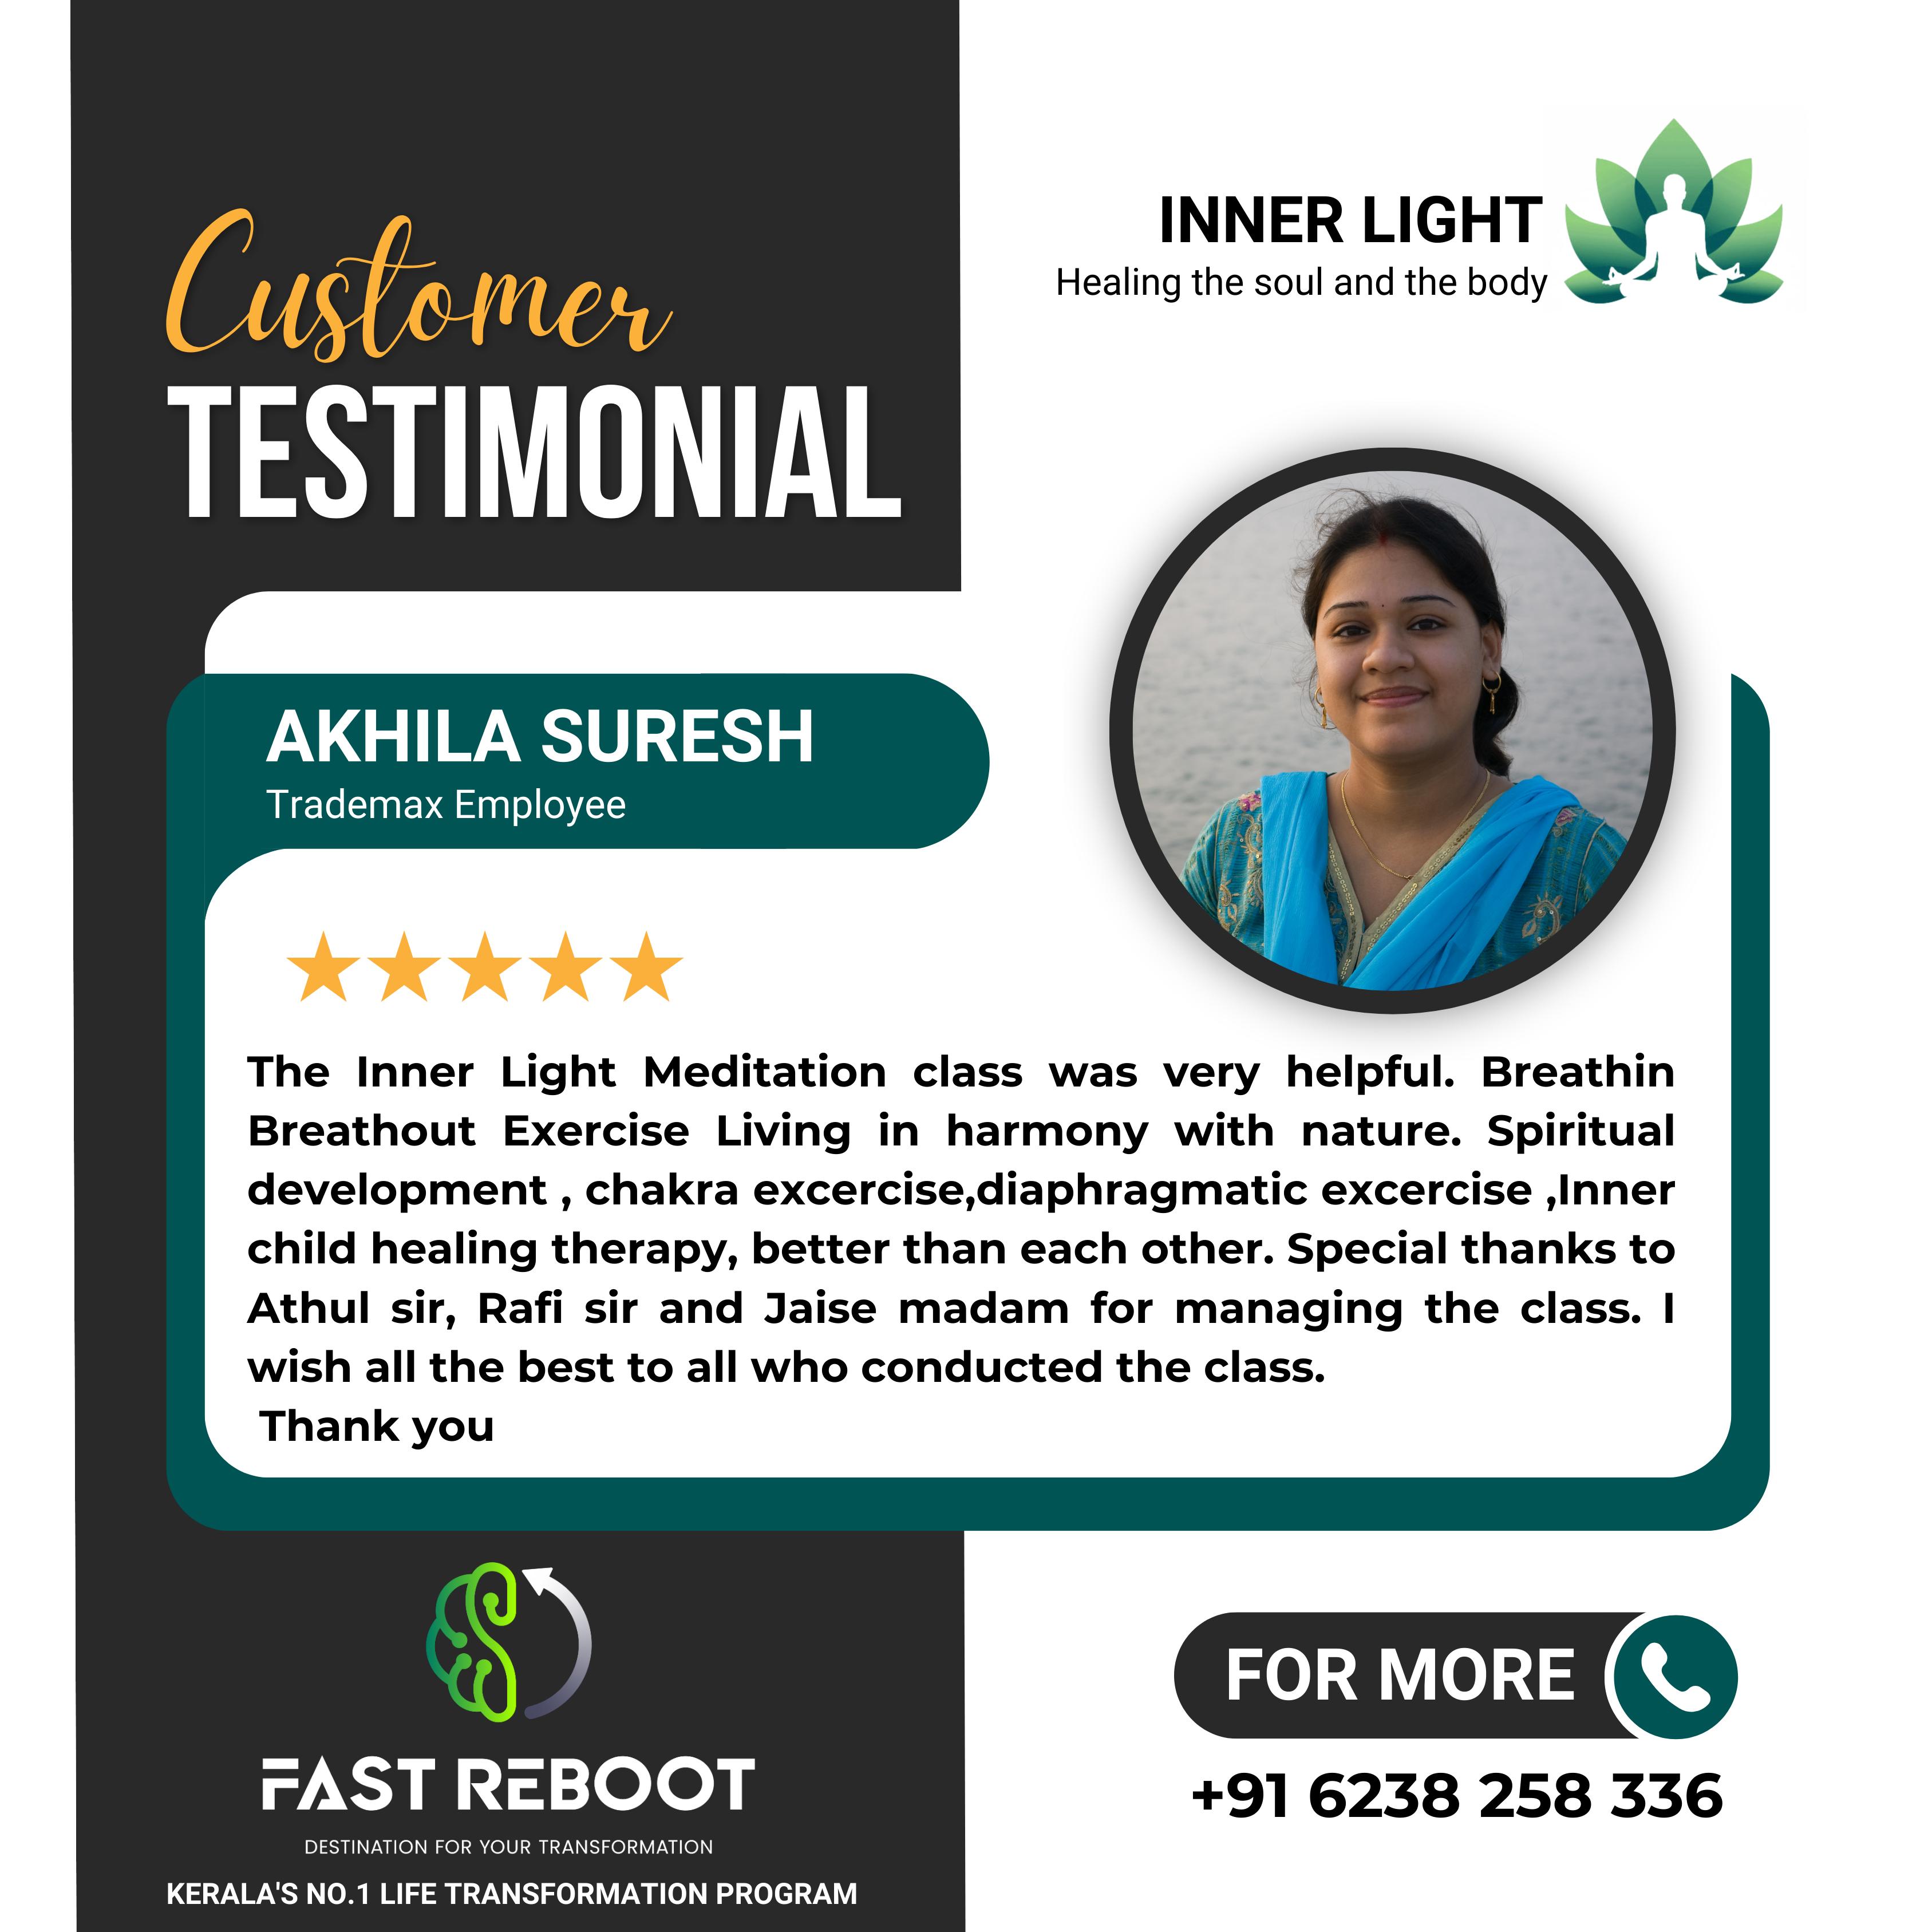 Customer
TESTIMONIAL
INNER LIGHT
Healing the soul and the body
AKHILA SURESH
Trademax Employee
The Inner Light Meditation class was very helpful. Breathin
Breathout Exercise Living in harmony with nature. Spiritual
development , chakra excercise,diaphragmatic excercise ,Inner
child healing therapy, better than each other. Special thanks to
Athul sir, Rafi sir and Jaise madam for managing the class. I
wish all the best to all who conducted the class.
Thank you
FAST REBOOT
DESTINATION FOR YOUR TRANSFORMATION
KERALA'S NO.1 LIFE TRANSFORMATION PROGRAM
FOR MORE
+91 6238 258 336